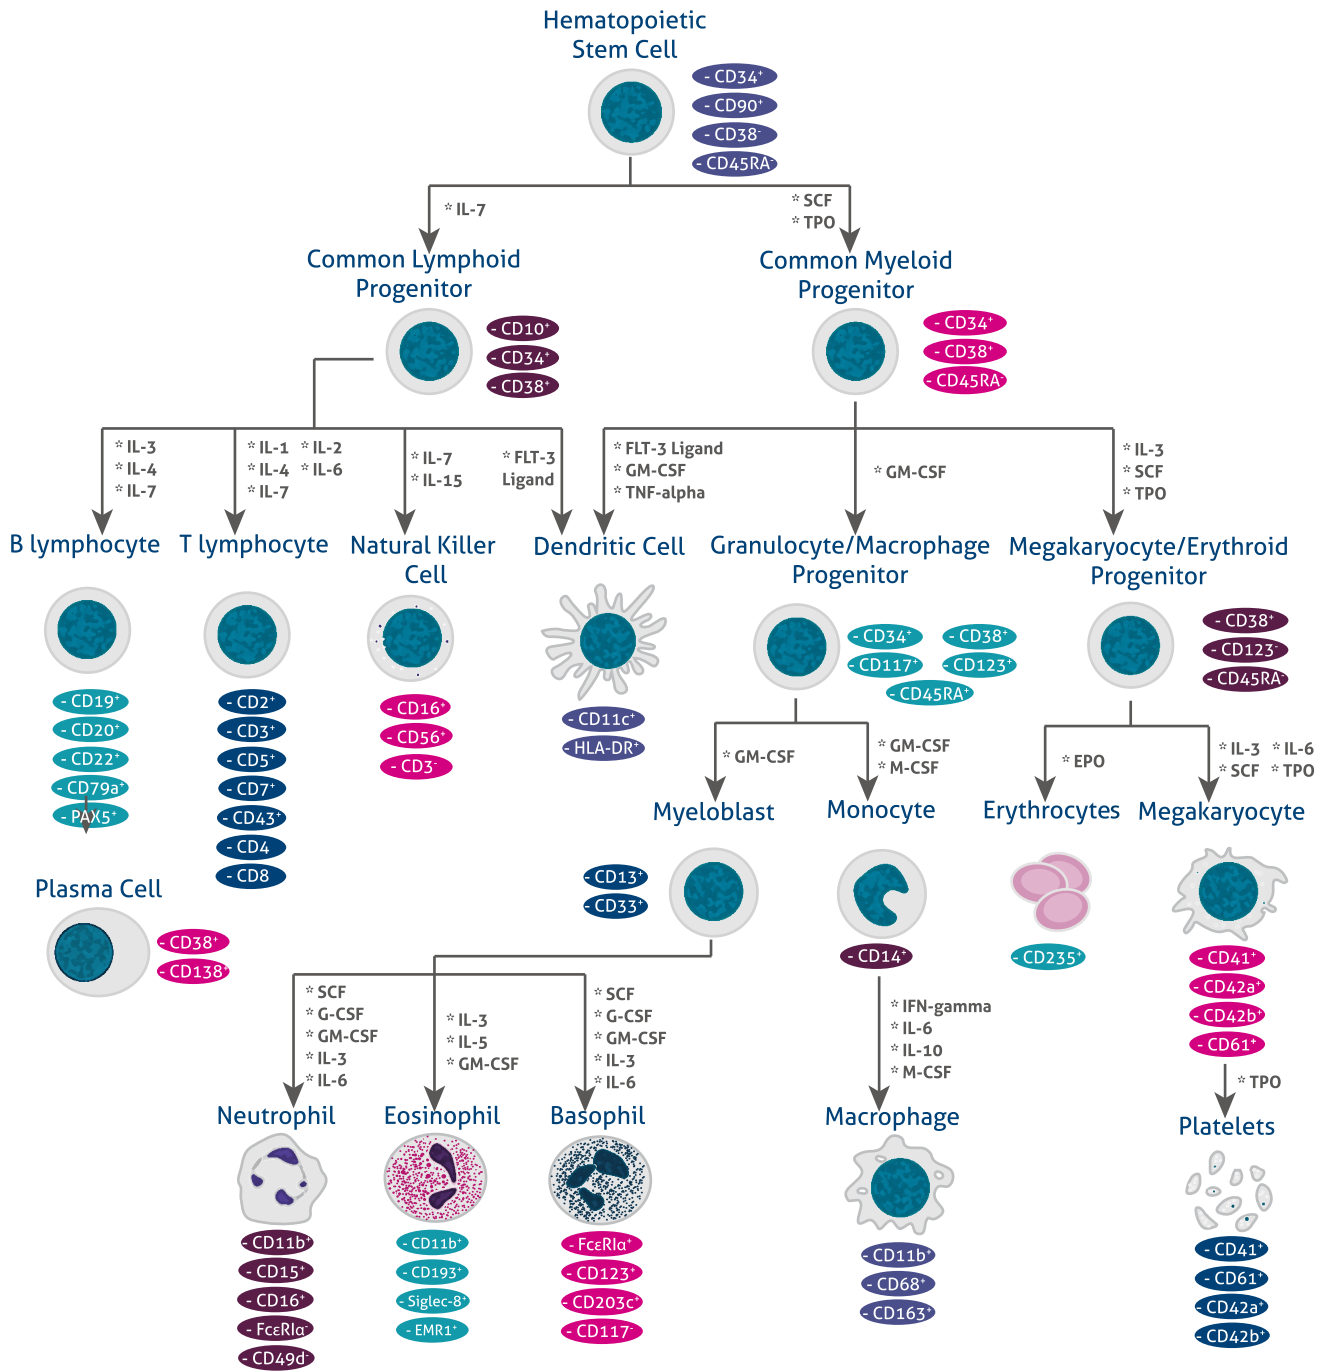 Hematopoietic
Stem Cell
- CD34⁺
- CD90⁺
- CD38⁻
- CD45RA⁻
* IL-7
* SCF
* TPO
Common Lymphoid
Progenitor
- CD10⁺
- CD34⁺
- CD38⁺
Common Myeloid
Progenitor
- CD34⁺
- CD38⁺
- CD45RA⁻
* IL-3
* IL-4
* IL-7
* IL-1 * IL-2
* IL-4 * IL-6
* IL-7
* IL-7
* IL-15
* FLT-3
Ligand
* FLT-3 Ligand
* GM-CSF
* TNF-alpha
* GM-CSF
* IL-3
* SCF
* TPO
B lymphocyte
- CD19⁺
- CD20⁺
- CD22⁺
- CD79a⁺
- PAX5⁺
T lymphocyte
- CD2⁺
- CD3⁺
- CD5⁺
- CD7⁺
- CD43⁺
- CD4
- CD8
Natural Killer
Cell
- CD16⁺
- CD56⁺
- CD3⁻
Dendritic Cell
- CD11c⁺
- HLA-DR⁺
Granulocyte/Macrophage
Progenitor
- CD34⁺ - CD38⁺
- CD117⁺ - CD123⁺
- CD45RA⁺
Megakaryocyte/Erythroid
Progenitor
- CD38⁺
- CD123⁻
- CD45RA⁻
* GM-CSF
* GM-CSF
* M-CSF
* EPO
* IL-3 * IL-6
* SCF * TPO
Plasma Cell
- CD38⁺
- CD138⁺
Myeloblast
- CD13⁺
- CD33⁺
Monocyte
- CD14⁺
Erythrocytes
- CD235⁺
Megakaryocyte
- CD41⁺
- CD42a⁺
- CD42b⁺
- CD61⁺
* SCF
* G-CSF
* GM-CSF
* IL-3
* IL-6
* IL-3
* IL-5
* GM-CSF
* SCF
* G-CSF
* GM-CSF
* IL-3
* IL-6
* IFN-gamma
* IL-6
* IL-10
* M-CSF
* TPO
Neutrophil
- CD11b⁺
- CD15⁺
- CD16⁺
- FcεRIα⁻
- CD49d⁻
Eosinophil
- CD11b⁺
- CD193⁺
- Siglec-8⁺
- EMR1⁺
Basophil
- FcεRIα⁺
- CD123⁺
- CD203c⁺
- CD117⁻
Macrophage
- CD11b⁺
- CD68⁺
- CD163⁺
Platelets
- CD41⁺
- CD61⁺
- CD42a⁺
- CD42b⁺